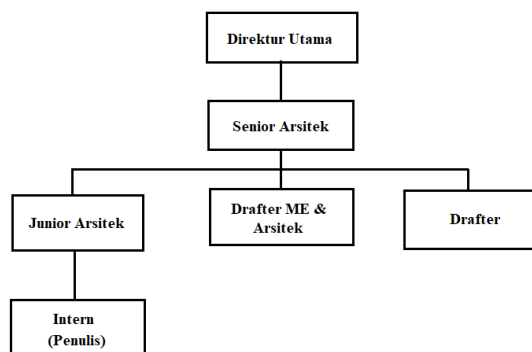 Direktur Utama
Senior Arsitek
Junior Arsitek
Drafter ME &
Arsitek
Drafter
Intern
(Penulis)